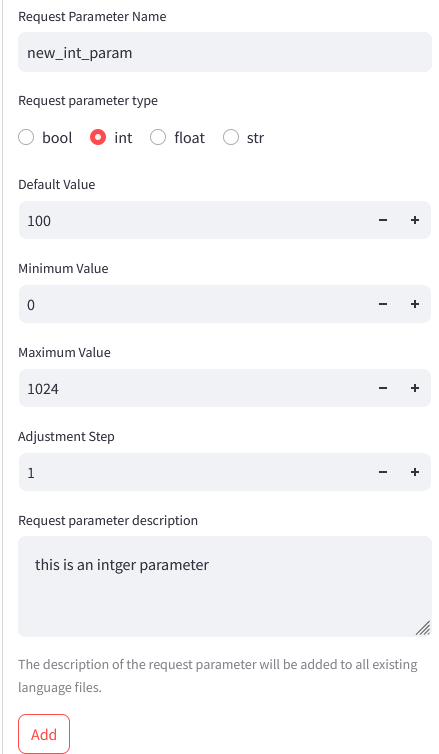 Request Parameter Name
new_int_param
Request parameter type
bool int float str
Default Value
100
Minimum Value
0
Maximum Value
1024
Adjustment Step
1
Request parameter description
this is an intger parameter
The description of the request parameter will be added to all existing
language files.
Add